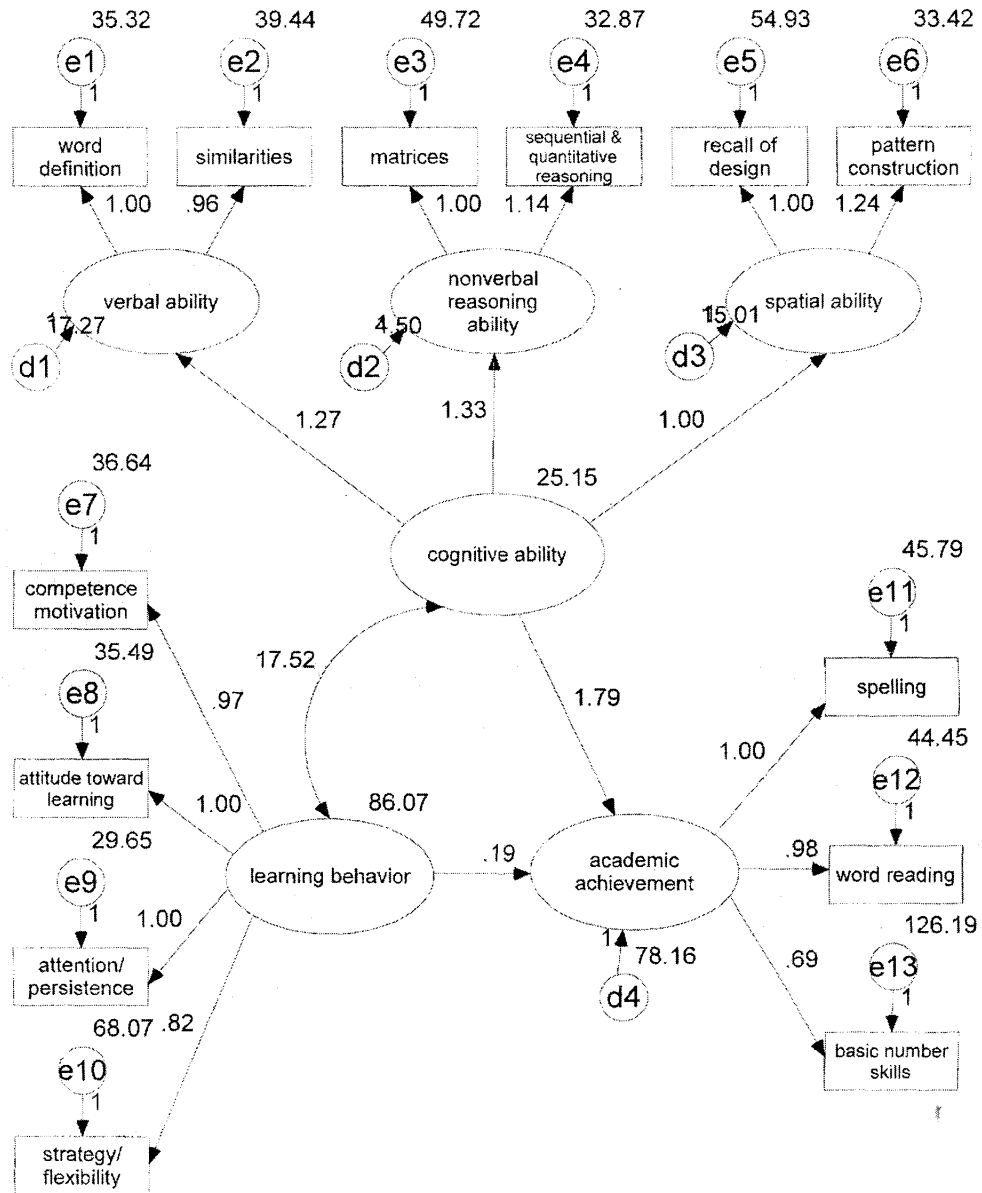 35.32 39.44 49.72 32.87 54.93 33.42
e1 e2 e3 e4 e5 e6
1 1 1 1 1 1
word definition
similarities
matrices
sequential &
quantitative
reasoning
recall of
design
pattern
construction
1.00 .96 1.00 1.14 1.00 1.24
verbal ability
nonverbal
reasoning
ability
spatial ability
17.27 4.50 15.01
d1 d2 d3
1.27 1.33 1.00
36.64
e7
1
25.15
cognitive ability
competence
motivation
45.79
e11
1
35.49
e8
1
17.52
.97
1.79
spelling
attitude toward
learning
1.00
86.07
1.00
44.45
e12
1
29.65
e9
1
learning behavior
.19
academic
achievement
.98
word reading
1.00
attention/
persistence
1
78.16
d4
.69
126.19
e13
1
68.07 .82
e10
1
basic number
skills
strategy/
flexibility